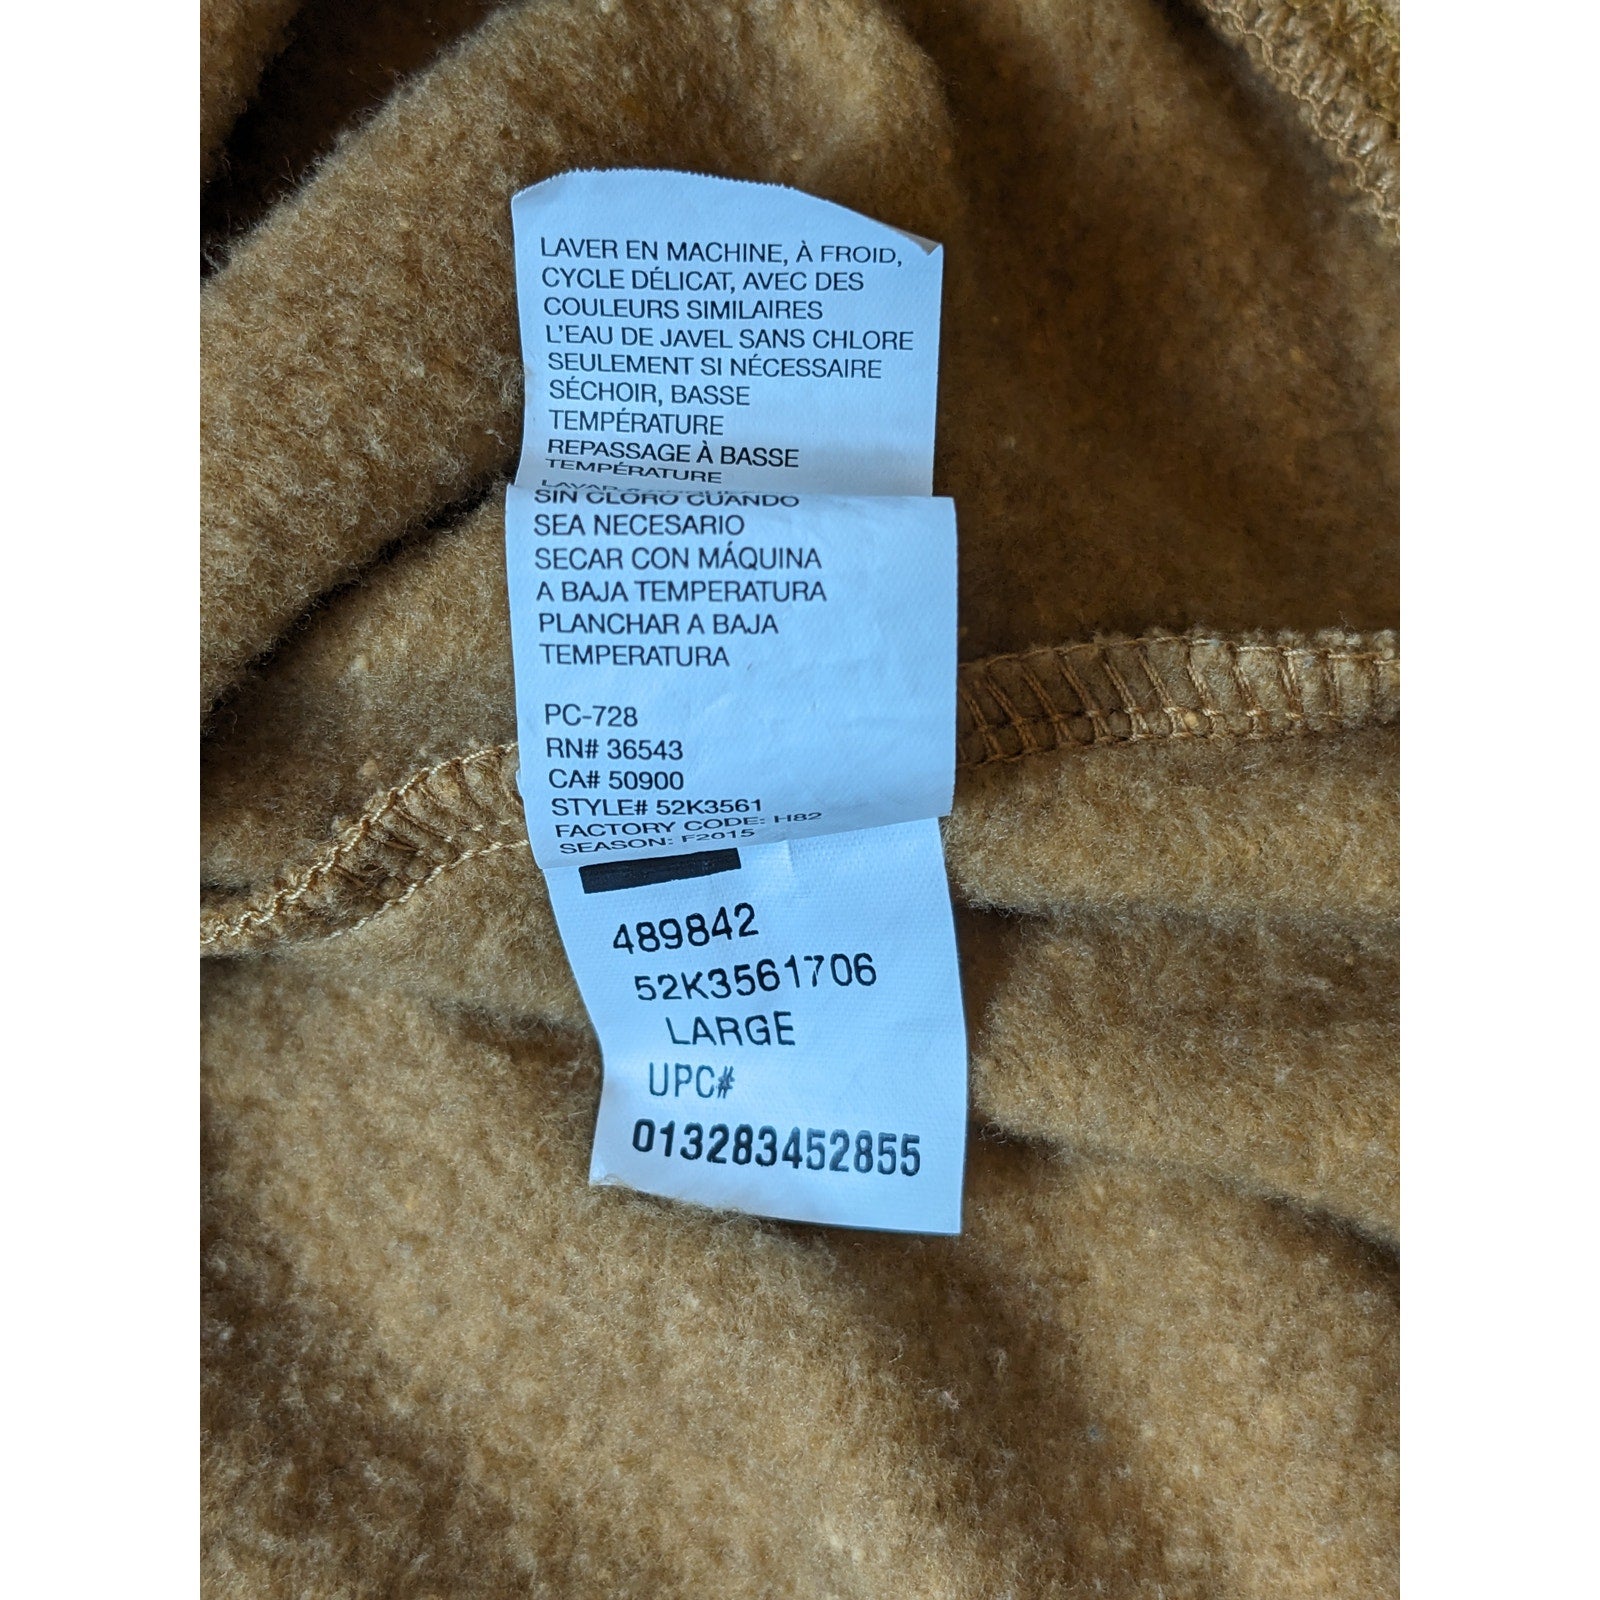 LAVER EN MACHINE, À FROID,
CYCLE DÉLICAT, AVEC DES
COULEURS SIMILAIRES
L'EAU DE JAVEL SANS CHLORE
SEULEMENT SI NÉCESSAIRE
SÉCHOIR, BASSE
TEMPÉRATURE
REPASSAGE À BASSE
TEMPÉRATURE
LAVAR
SIN CLORO CUANDO
SEA NECESARIO
SECAR CON MÁQUINA
A BAJA TEMPERATURA
PLANCHAR A BAJA
TEMPERATURA
PC-728
RN# 36543
CA# 50900
STYLE# 52K3561
FACTORY CODE: H82
SEASON: F2015
489842
52K3561706
LARGE
UPC#
013283452855